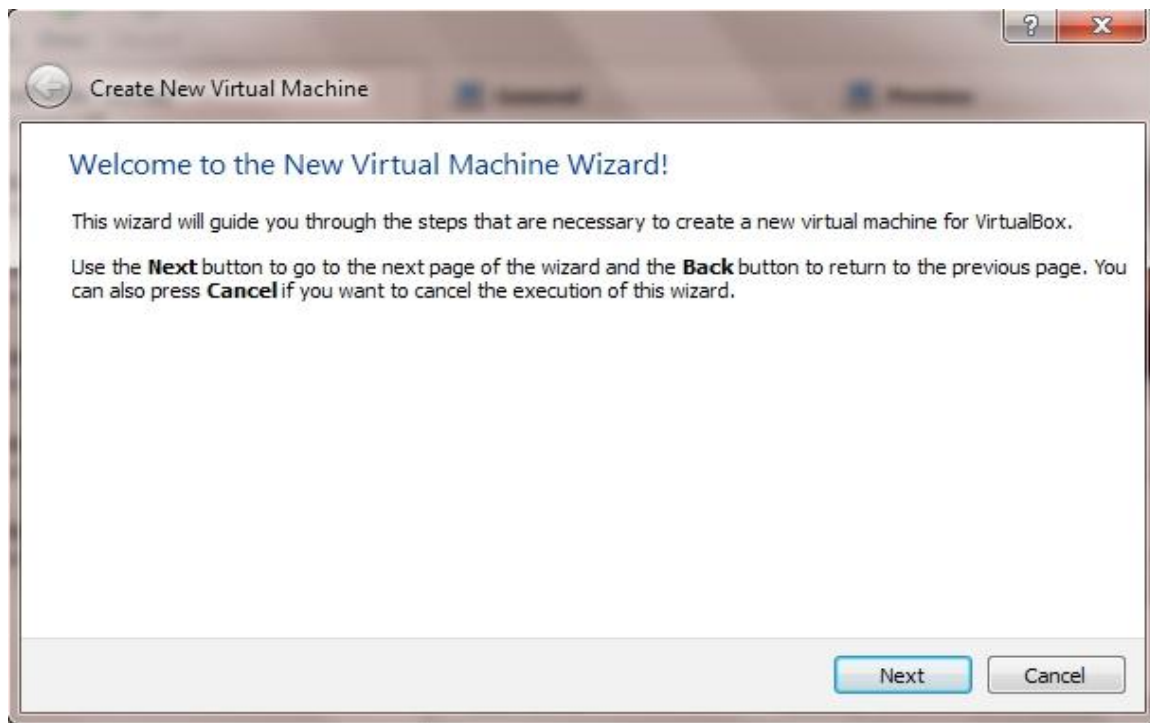 ?
X
Create New Virtual Machine
Welcome to the New Virtual Machine Wizard!
This wizard will guide you through the steps that are necessary to create a new virtual machine for VirtualBox.
Use the Next button to go to the next page of the wizard and the Back button to return to the previous page. You
can also press Cancel if you want to cancel the execution of this wizard.
Next
Cancel